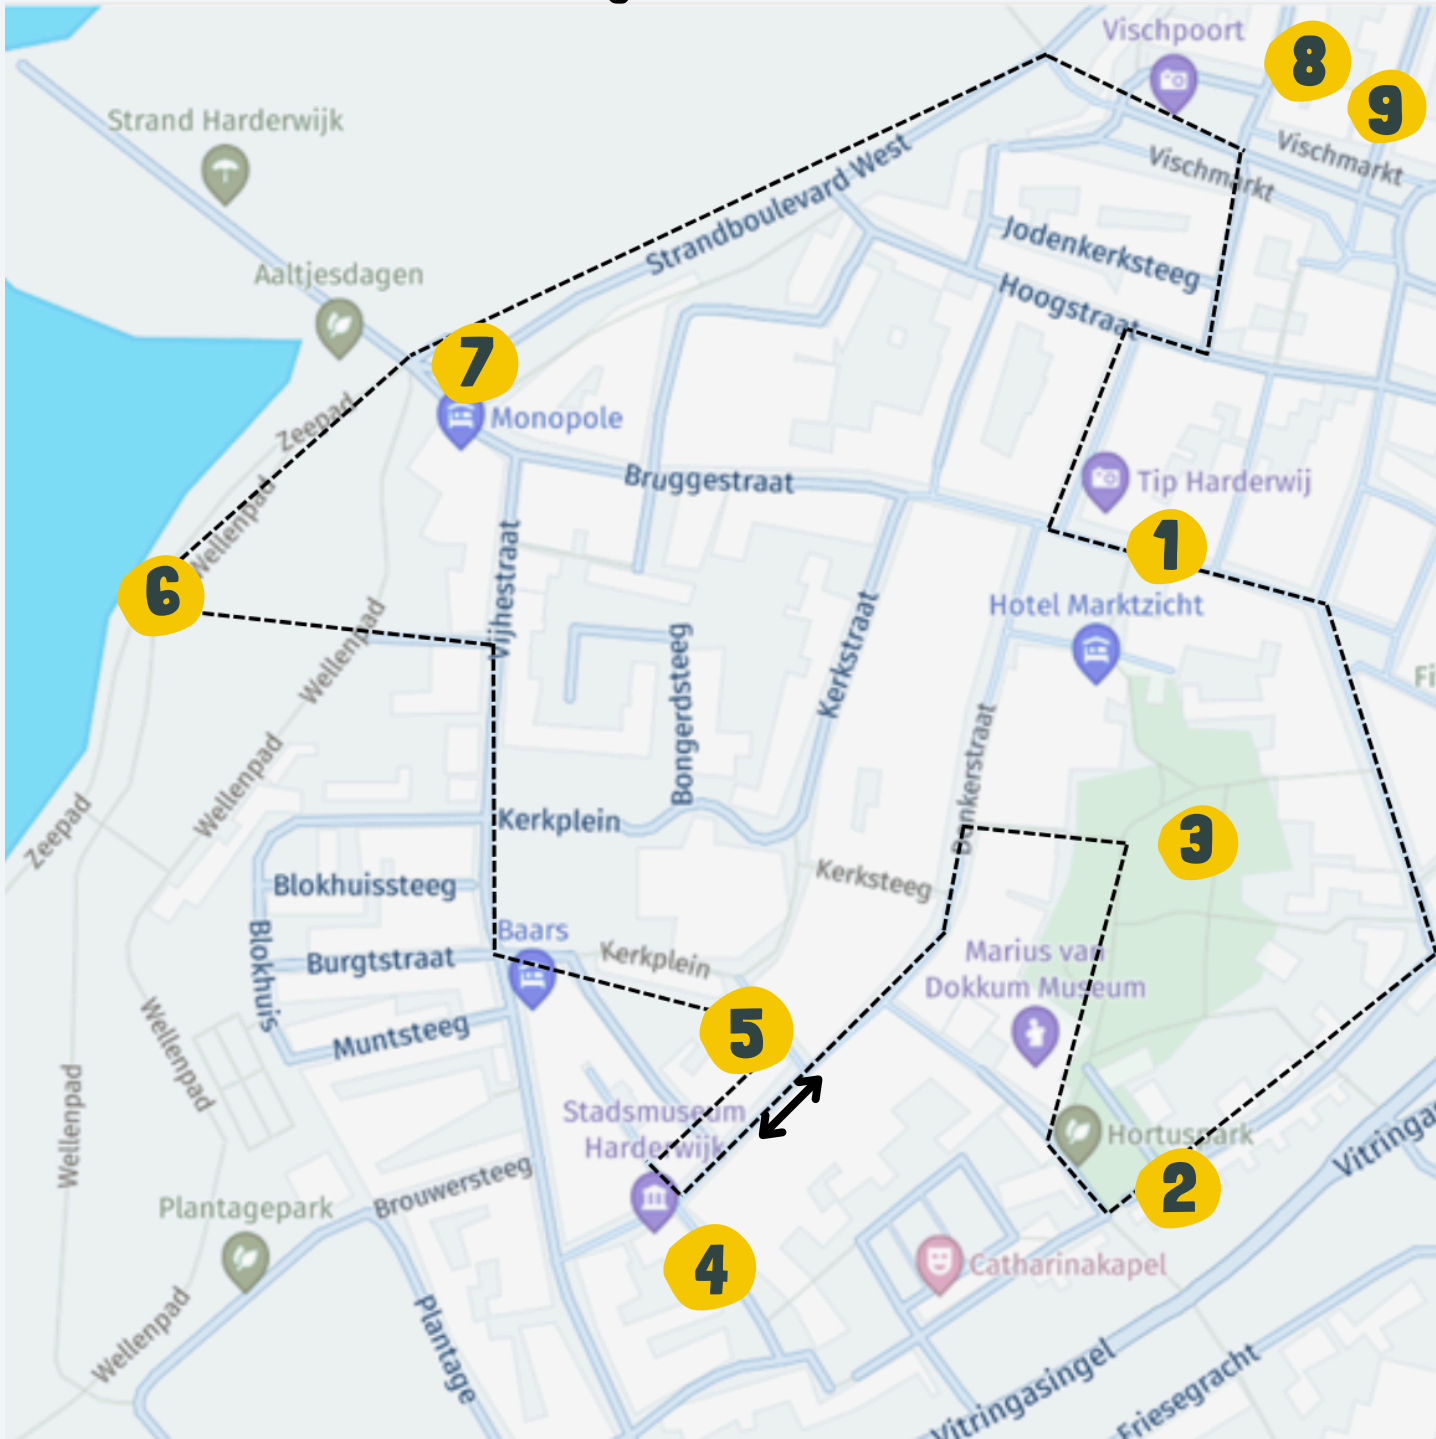 Vischpoort
8
9
Strand Harderwijk
Vischmarkt
Vischmarkt
Strandboulevard West
Jodenkerksteeg
Aaltjesdagen
Hoogstraat
7
Zeepad
Monopole
Bruggestraat
Tip Harderwij
1
Wellenpad
6
Vijhestraat
Hotel Marktzicht
Wellenpad
Bongerdsteeg
Kerkstraat
Fi
Donkerstraat
Wellenpad
Zeepad
Kerkplein
3
Kerksteeg
Blokhuissteeg
Baars
Blokhuis
Burgtstraat
Kerkplein
Marius van
Dokkum Museum
Muntsteeg
5
Wellenpad
Wellenpad
Stadsmuseum
Harderwijk
Hortuspark
Vitringas
Brouwersteeg
2
Plantagepark
4
Catharinakapel
Wellenpad
Plantage
Vitringasingel
Friesegracht